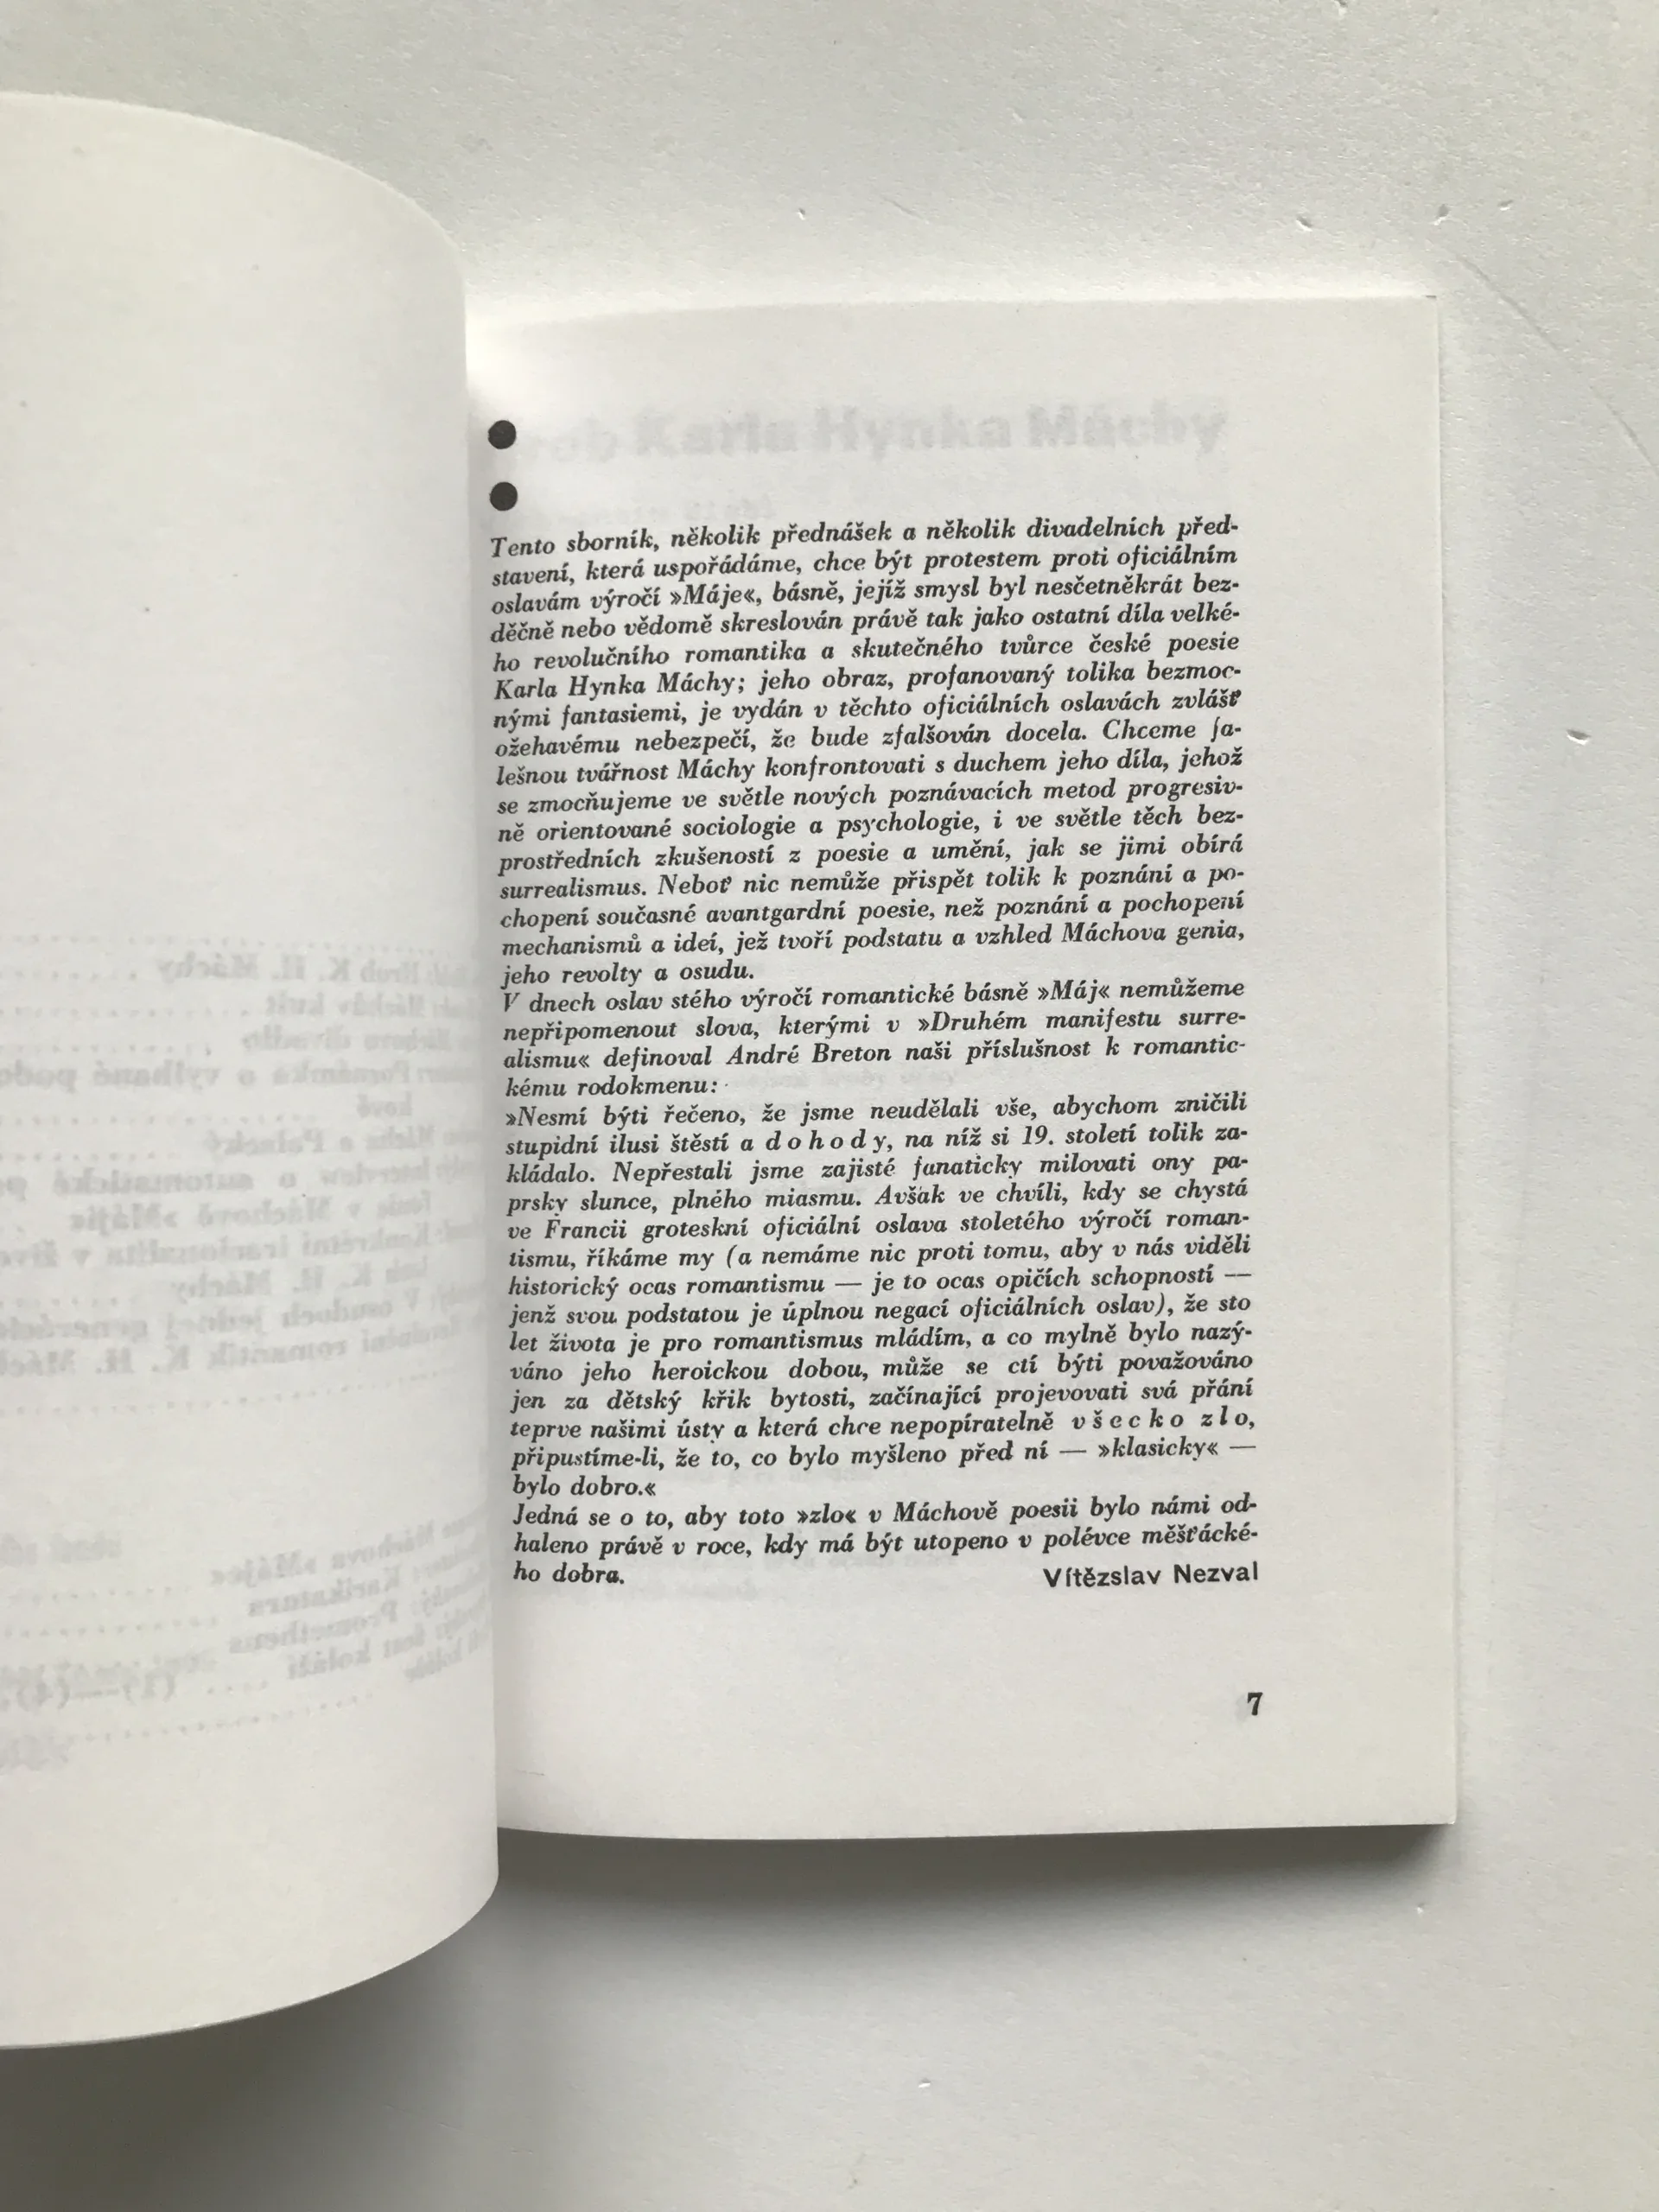 Tento sborník, několik přednášek a několik divadelních před-
stavení, která uspořádáme, chce být protestem proti oficiálním
oslavám výročí »Máje«, básně, jejíž smysl byl nesčetněkrát bez-
děčně nebo vědomě skreslován právě tak jako ostatní díla velké-
ho revolučního romantika a skutečného tvůrce české poesie
Karla Hynka Máchy; jeho obraz, profanovaný tolika bezmoc-
nými fantasiemi, je vydán v těchto oficiálních oslavách zvlášť
ožehavému nebezpečí, že bude zfalšován docela. Chceme fa-
lešnou tvářnost Máchy konfrontovati s duchem jeho díla, jehož
se zmocňujeme ve světle nových poznávacích metod progresiv-
ně orientované sociologie a psychologie, i ve světle těch bez-
prostředních zkušeností z poesie a umění, jak se jimi obírá
surrealismus. Neboť nic nemůže přispět tolik k poznání a po-
chopení současné avantgardní poesie, než poznání a pochopení
mechanismů a ideí, jež tvoří podstatu a vzhled Máchova genia,
jeho revolty a osudu.
V dnech oslav stého výročí romantické básně »Máj« nemůžeme
nepřipomenout slova, kterými v »Druhém manifestu surre-
alismu« definoval André Breton naši příslušnost k romantic-
kému rodokmenu:
»Nesmí býti řečeno, že jsme neudělali vše, abychom zničili
stupidní ilusi štěstí a d o h o d y, na níž si 19. století tolik za-
kládalo. Nepřestali jsme zajisté fanaticky milovati ony pa-
prsky slunce, plného miasmu. Avšak ve chvíli, kdy se chystá
ve Francii groteskní oficiální oslava stoletého výročí roman-
tismu, říkáme my (a nemáme nic proti tomu, aby v nás viděli
historický ocas romantismu — je to ocas opičích schopností —
jenž svou podstatou je úplnou negací oficiálních oslav), že sto
let života je pro romantismus mládím, a co mylně bylo nazý-
váno jeho heroickou dobou, může se ctí býti považováno
jen za dětský křik bytosti, začínající projevovati svá přání
teprve našimi ústy a která chce nepopíratelně v š e c k o z l o,
připustíme-li, že to, co bylo myšleno před ní — »klasicky« —
bylo dobro.«
Jedná se o to, aby toto »zlo« v Máchově poesii bylo námi od-
haleno právě v roce, kdy má být utopeno v polévce měšťácké-
ho dobra.
Vítězslav Nezval
7